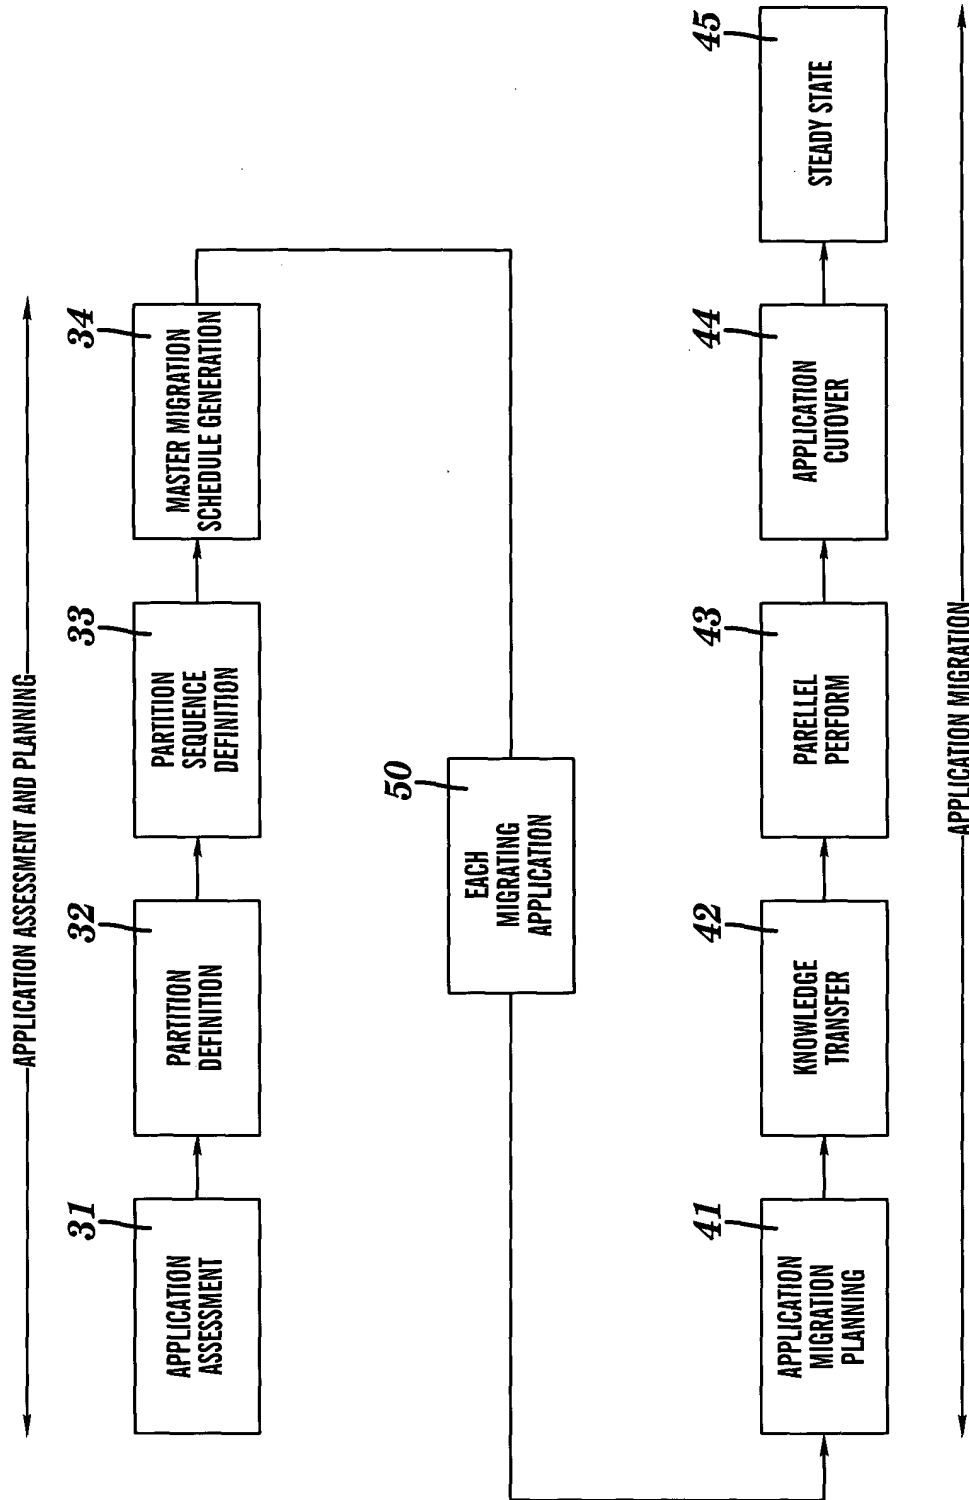 APPLICATION ASSESSMENT AND PLANNING
31
APPLICATION
ASSESSMENT
32
PARTITION
DEFINITION
33
PARTITION
SEQUENCE
DEFINITION
34
MASTER MIGRATION
SCHEDULE GENERATION
50
EACH
MIGRATING
APPLICATION
41
APPLICATION
MIGRATION
PLANNING
42
KNOWLEDGE
TRANSFER
43
PARELLEL
PERFORM
44
APPLICATION
CUTOVER
45
STEADY STATE
APPLICATION MIGRATION